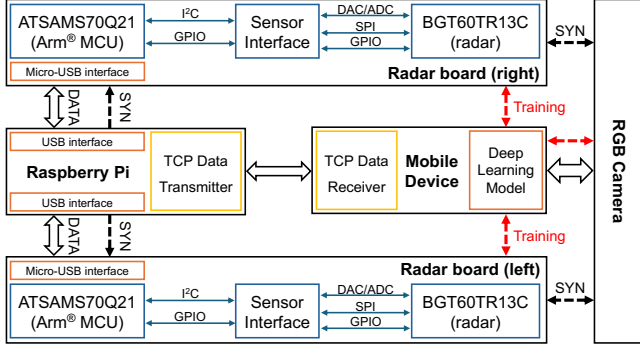 ATSAMS70Q21
(Arm® MCU)
I²C
GPIO
Sensor
Interface
DAC/ADC
SPI
GPIO
BGT60TR13C
(radar)
SYN
Micro-USB interface
Radar board (right)
DATA
SYN
Training
USB interface
Raspberry Pi
USB interface
TCP Data
Transmitter
TCP Data
Receiver
Mobile
Device
Deep
Learning
Model
RGB Camera
DATA
SYN
Training
Micro-USB interface
Radar board (left)
ATSAMS70Q21
(Arm® MCU)
I²C
GPIO
Sensor
Interface
DAC/ADC
SPI
GPIO
BGT60TR13C
(radar)
SYN